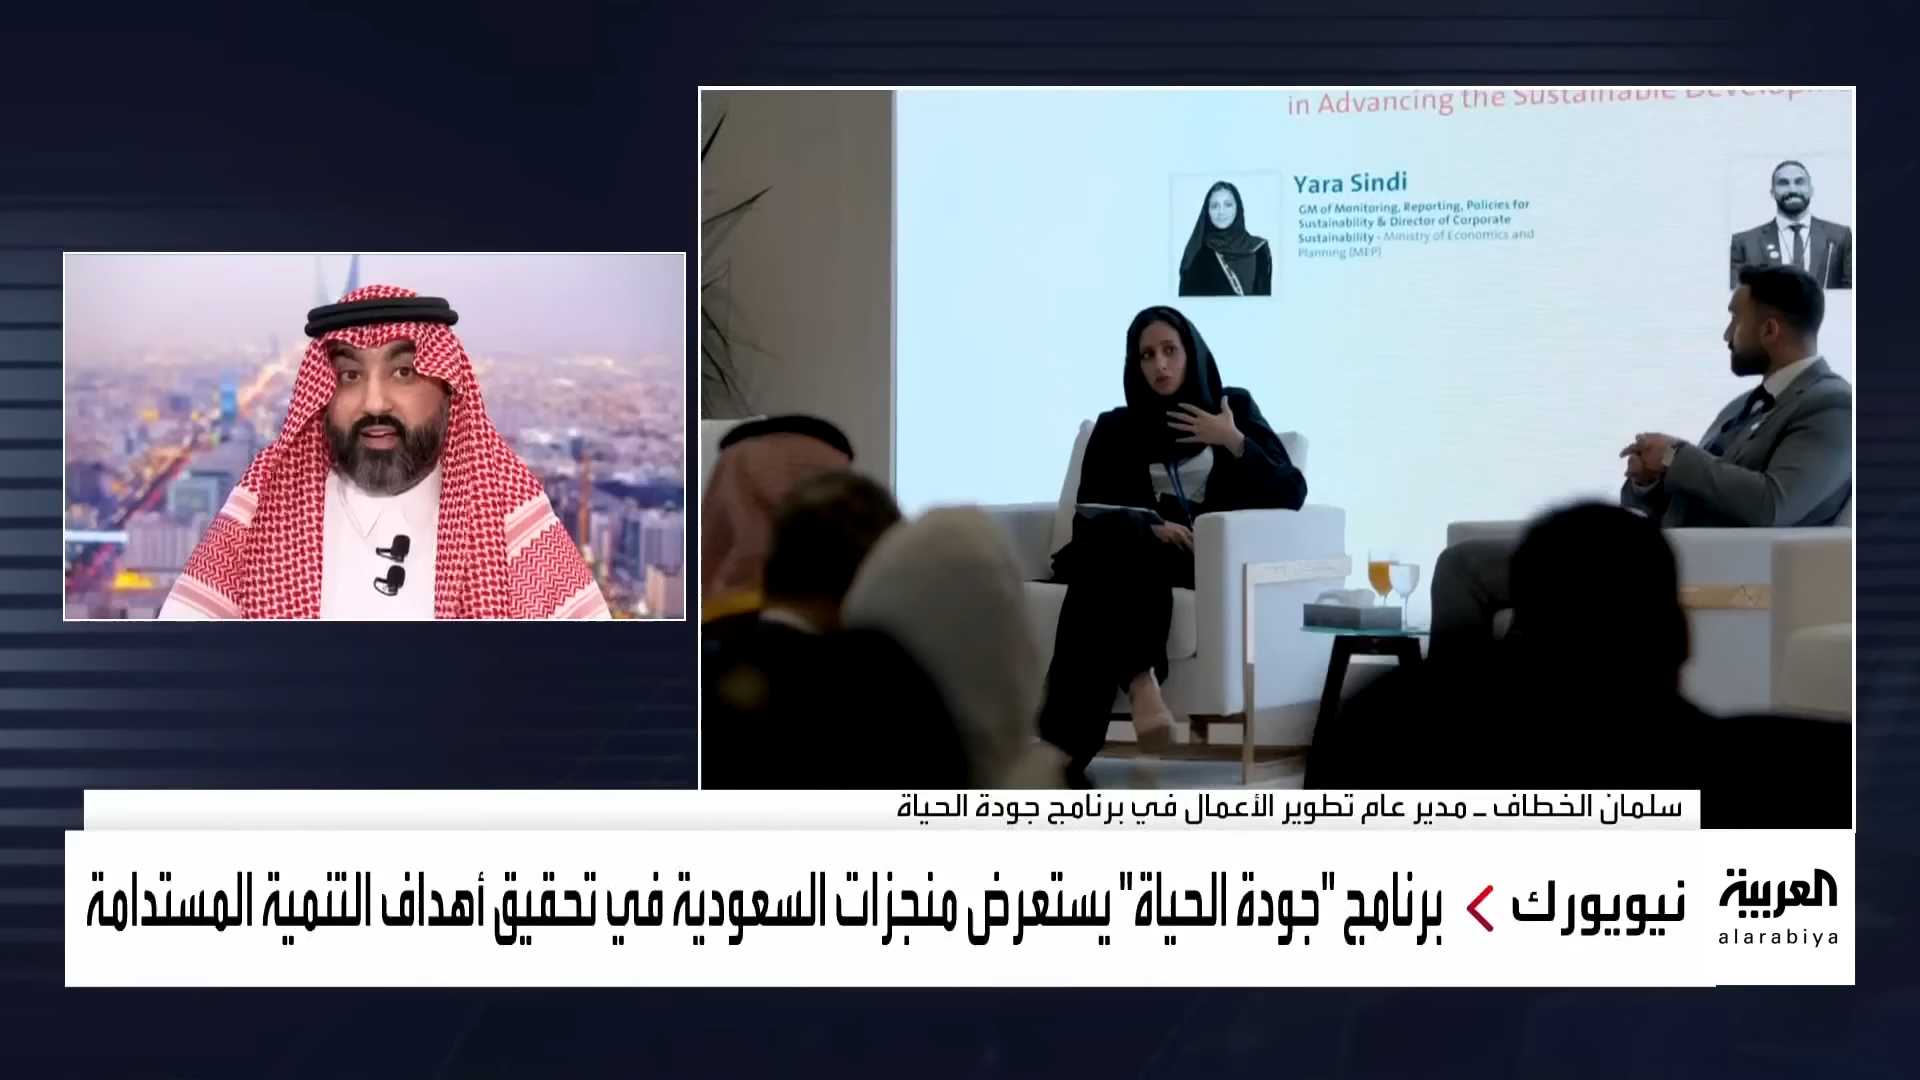 in Advancing the Sustainable
Yara Sindi
GM of Monitoring, Reporting, Policies for
Sustainability & Director of Corporate
Sustainability - Ministry of Economics and
Planning (MEP)
سلمان الخطاف – مدير عام تطوير الأعمال في برنامج جودة الحياة
نيويورك > برنامج "جودة الحياة" يستعرض منجزات السعودية في تحقيق أهداف التنمية المستدامة
العربية
alarabiya